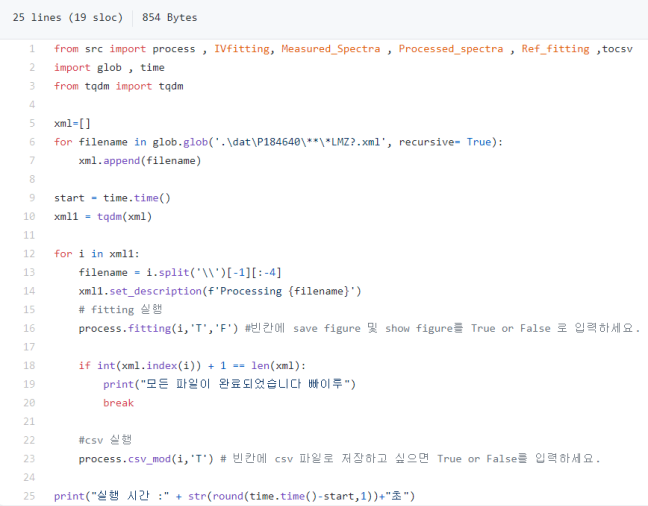 25 lines (19 sloc) 854 Bytes
1 from src import process , IVfitting, Measured_Spectra , Processed_spectra , Ref_fitting ,tocsv
2 import glob , time
3 from tqdm import tqdm
4
5 xml=[]
6 for filename in glob.glob('.\dat\P184640\**\*LMZ?.xml', recursive= True):
7     xml.append(filename)
8
9 start = time.time()
10 xml1 = tqdm(xml)
11
12 for i in xml1:
13     filename = i.split('\\')[-1][:-4]
14     xml1.set_description(f'Processing {filename}')
15     # fitting 실행
16     process.fitting(i,'T','F') #빈칸에 save figure 및 show figure를 True or False 로 입력하세요.
17
18     if int(xml.index(i)) + 1 == len(xml):
19         print("모든 파일이 완료되었습니다 빠이루")
20         break
21
22     #csv 실행
23     process.csv_mod(i,'T') # 빈칸에 csv 파일로 저장하고 싶으면 True or False를 입력하세요.
24
25 print("실행 시간 :" + str(round(time.time()-start,1))+"초")